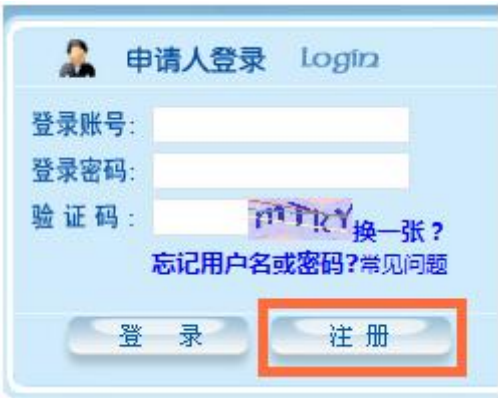 申请人登录 Login
登录账号:
登录密码:
验 证 码 :
换一张 ?
忘记用户名或密码?常见问题
登 录 注 册